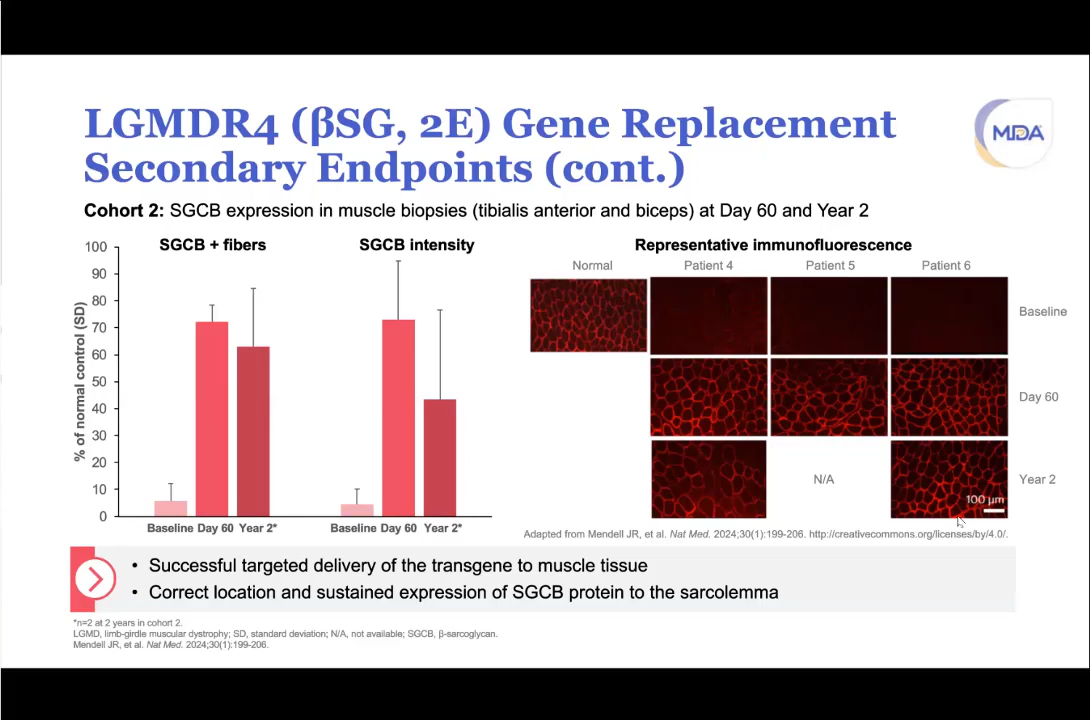 LGMDR4 (βSG, 2E) Gene Replacement
Secondary Endpoints (cont.)
MDA
Cohort 2: SGCB expression in muscle biopsies (tibialis anterior and biceps) at Day 60 and Year 2
% of normal control (SD)
100
90
80
70
60
50
40
30
20
10
0
SGCB + fibers
Baseline Day 60 Year 2*
SGCB intensity
Baseline Day 60 Year 2*
Representative immunofluorescence
Normal Patient 4 Patient 5 Patient 6
Baseline
Day 60
N/A
Year 2
100 µm
Adapted from Mendell JR, et al. Nat Med. 2024;30(1):199-206. http://creativecommons.org/licenses/by/4.0/.
• Successful targeted delivery of the transgene to muscle tissue
• Correct location and sustained expression of SGCB protein to the sarcolemma
*n=2 at 2 years in cohort 2.
LGMD, limb-girdle muscular dystrophy; SD, standard deviation; N/A, not available; SGCB, β-sarcoglycan.
Mendell JR, et al. Nat Med. 2024;30(1):199-206.